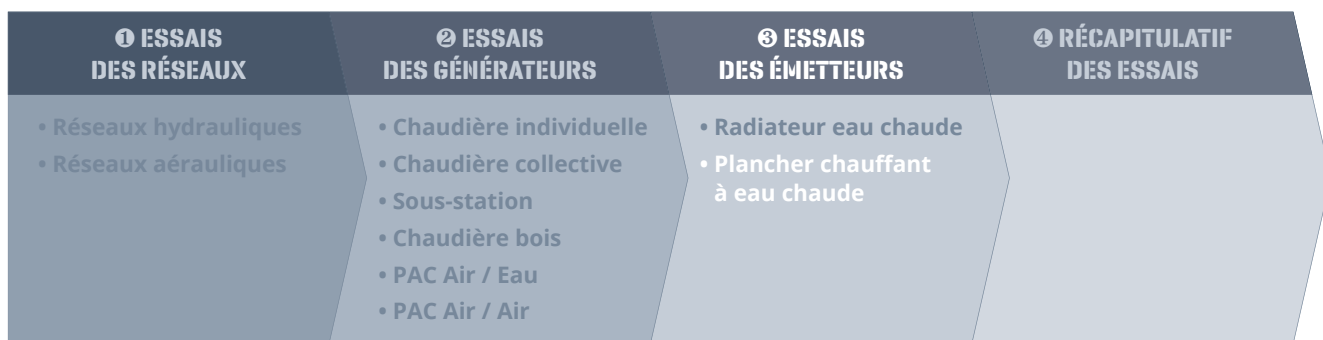 ❶ ESSAIS
DES RÉSEAUX
• Réseaux hydrauliques
• Réseaux aérauliques
❷ ESSAIS
DES GÉNÉRATEURS
• Chaudière individuelle
• Chaudière collective
• Sous-station
• Chaudière bois
• PAC Air / Eau
• PAC Air / Air
❸ ESSAIS
DES ÉMETTEURS
• Radiateur eau chaude
• Plancher chauffant
à eau chaude
❹ RÉCAPITULATIF
DES ESSAIS